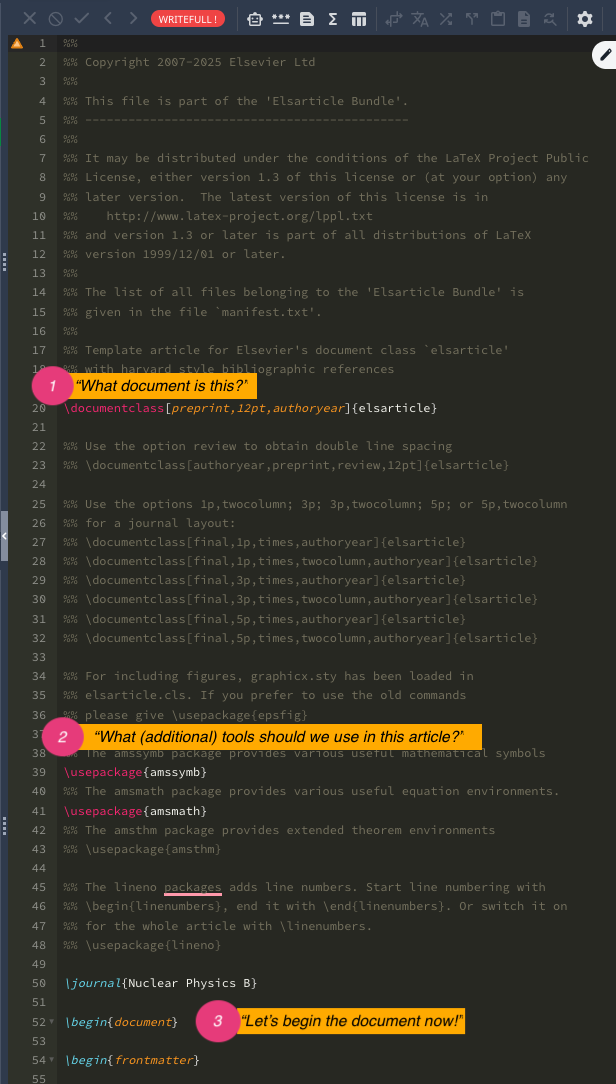 WRITEFULL!
1 %%
2 %% Copyright 2007-2025 Elsevier Ltd
3 %%
4 %% This file is part of the 'Elsarticle Bundle'.
5 %% ---------------------------------------------
6 %%
7 %% It may be distributed under the conditions of the LaTeX Project Public
8 %% License, either version 1.3 of this license or (at your option) any
9 %% later version.  The latest version of this license is in
10 %%    http://www.latex-project.org/lppl.txt
11 %% and version 1.3 or later is part of all distributions of LaTeX
12 %% version 1999/12/01 or later.
13 %%
14 %% The list of all files belonging to the 'Elsarticle Bundle' is
15 %% given in the file `manifest.txt'.
16 %%
17 %% Template article for Elsevier's document class `elsarticle'
%% with harvard style bibliographic references
1 “What document is this?”
20 \documentclass[preprint,12pt,authoryear]{elsarticle}
21
22 %% Use the option review to obtain double line spacing
23 %% \documentclass[authoryear,preprint,review,12pt]{elsarticle}
24
25 %% Use the options 1p,twocolumn; 3p; 3p,twocolumn; 5p; or 5p,twocolumn
26 %% for a journal layout:
27 %% \documentclass[final,1p,times,authoryear]{elsarticle}
28 %% \documentclass[final,1p,times,twocolumn,authoryear]{elsarticle}
29 %% \documentclass[final,3p,times,authoryear]{elsarticle}
30 %% \documentclass[final,3p,times,twocolumn,authoryear]{elsarticle}
31 %% \documentclass[final,5p,times,authoryear]{elsarticle}
32 %% \documentclass[final,5p,times,twocolumn,authoryear]{elsarticle}
33
34 %% For including figures, graphicx.sty has been loaded in
35 %% elsarticle.cls. If you prefer to use the old commands
36 %% please give \usepackage{epsfig}
2 “What (additional) tools should we use in this article?”
38 %% The amssymb package provides various useful mathematical symbols
39 \usepackage{amssymb}
40 %% The amsmath package provides various useful equation environments.
41 \usepackage{amsmath}
42 %% The amsthm package provides extended theorem environments
43 %% \usepackage{amsthm}
44
45 %% The lineno packages adds line numbers. Start line numbering with
46 %% \begin{linenumbers}, end it with \end{linenumbers}. Or switch it on
47 %% for the whole article with \linenumbers.
48 %% \usepackage{lineno}
49
50 \journal{Nuclear Physics B}
51
52 \begin{document} 3 “Let’s begin the document now!”
53
54 \begin{frontmatter}
55